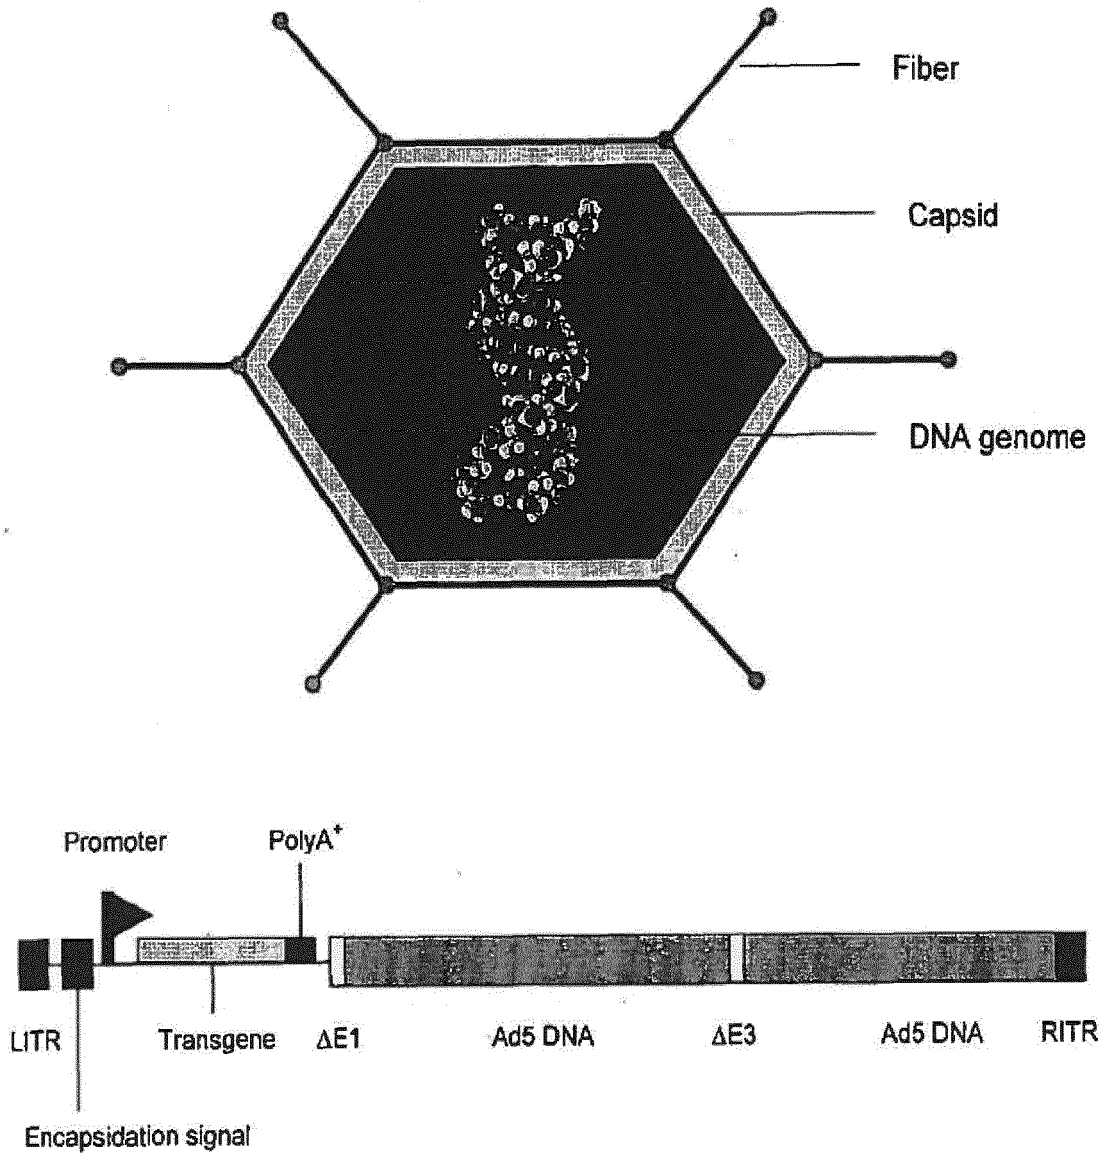 Fiber
Capsid
DNA genome
Promoter
PolyA⁺
LITR
Transgene
ΔE1
Ad5 DNA
ΔE3
Ad5 DNA
RITR
Encapsidation signal